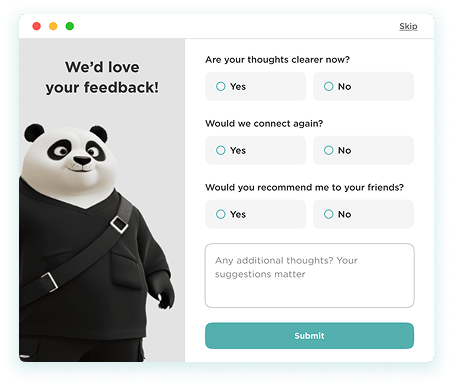 Skip
We’d love
your feedback!
Are your thoughts clearer now?
Yes
No
Would we connect again?
Yes
No
Would you recommend me to your friends?
Yes
No
Any additional thoughts? Your
suggestions matter
Submit